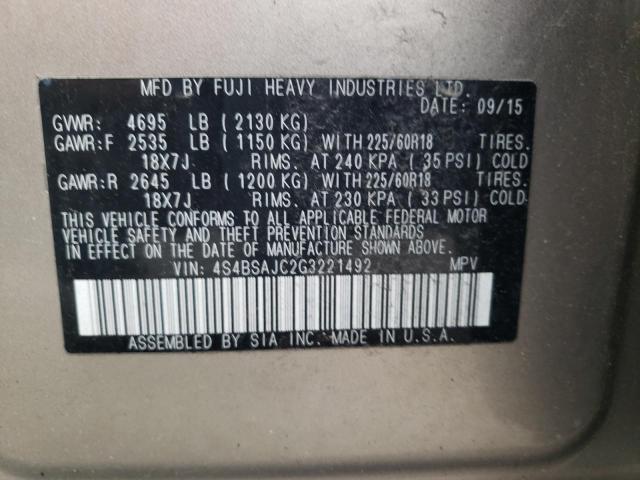 MFD BY FUJI HEAVY INDUSTRIES LTD.
DATE: 09/15
GVWR: 4695 LB ( 2130 KG)
GAWR:F 2535 LB ( 1150 KG) WITH 225/60R18 TIRES.
18X7J RIMS. AT 240 KPA ( 35 PSI) COLD
GAWR:R 2645 LB ( 1200 KG) WITH 225/60R18 TIRES.
18X7J RIMS. AT 230 KPA ( 33 PSI) COLD.
THIS VEHICLE CONFORMS TO ALL APPLICABLE FEDERAL MOTOR
VEHICLE SAFETY AND THEFT PREVENTION STANDARDS
IN EFFECT ON THE DATE OF MANUFACTURE SHOWN ABOVE.
VIN: 4S4BSAJC2G3221492 MPV
ASSEMBLED BY SIA INC. MADE IN U.S.A.